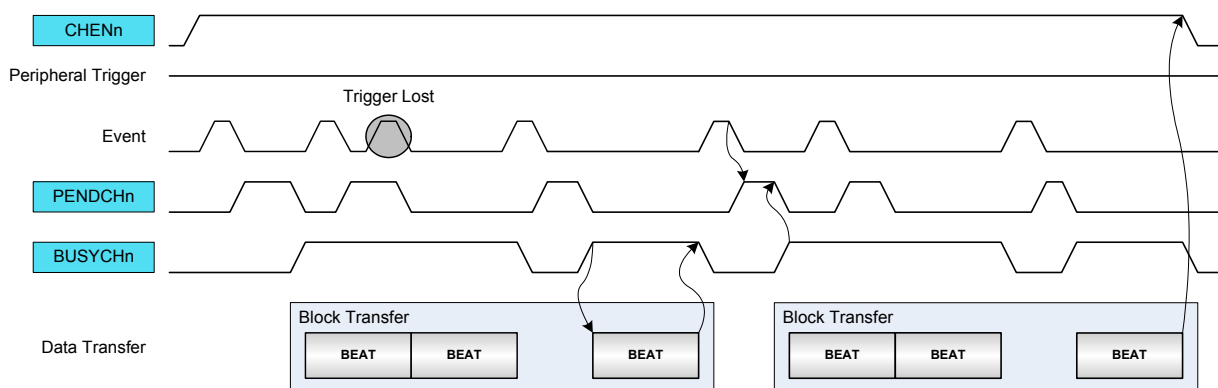 CHENn
Peripheral Trigger
Trigger Lost
Event
PENDCHn
BUSYCHn
Data Transfer
Block Transfer
BEAT
BEAT
BEAT
Block Transfer
BEAT
BEAT
BEAT